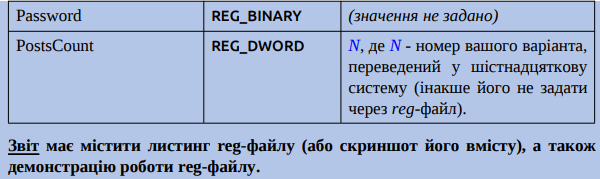 Password REG_BINARY (значення не задано)
PostsCount REG_DWORD N, де N - номер вашого варіанта,
переведений у шістнадцяткову
систему (інакше його не задати
через reg-файл).
Звіт має містити листинг reg-файлу (або скриншот його вмісту), а також
демонстрацію роботи reg-файлу.